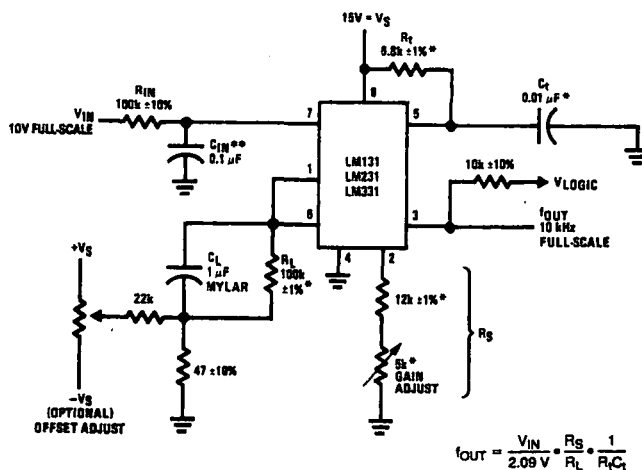 15V = Vs
Rt
6.8k ±1% *
8
RIN
100k ±10%
VIN
10V FULL-SCALE
7
5
Ct
0.01 µF *
CIN**
0.1 µF
1
LM131
LM231
LM331
10k ±10%
VLOGIC
6
3
fOUT
10 kHz
FULL-SCALE
4
2
CL
1 µF
MYLAR
RL
100k
±1% *
+Vs
22k
12k ±1% *
RS
47 ±10%
5k *
GAIN
ADJUST
−Vs
(OPTIONAL)
OFFSET ADJUST
fOUT = VIN / 2.09 V • RS / RL • 1 / RtCt